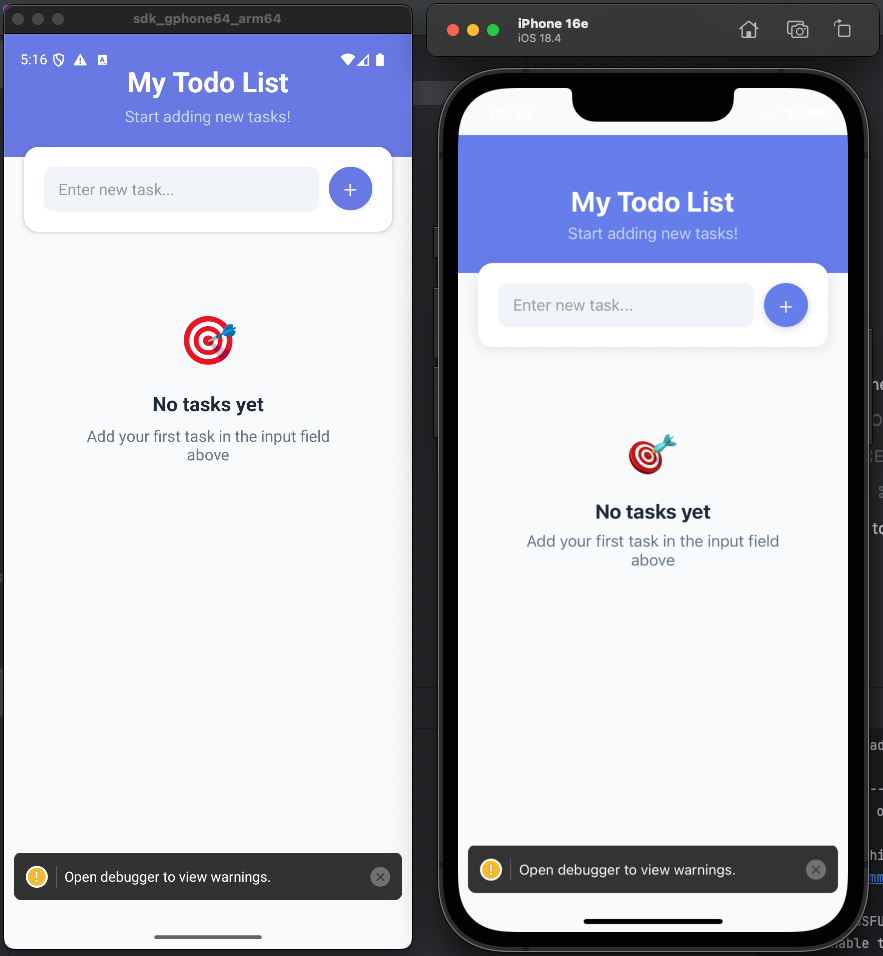 sdk_gphone64_arm64
5:16
My Todo List
Start adding new tasks!
Enter new task...
+
No tasks yet
Add your first task in the input field
above
Open debugger to view warnings.
iPhone 16e
iOS 18.4
My Todo List
Start adding new tasks!
Enter new task...
+
No tasks yet
Add your first task in the input field
above
Open debugger to view warnings.